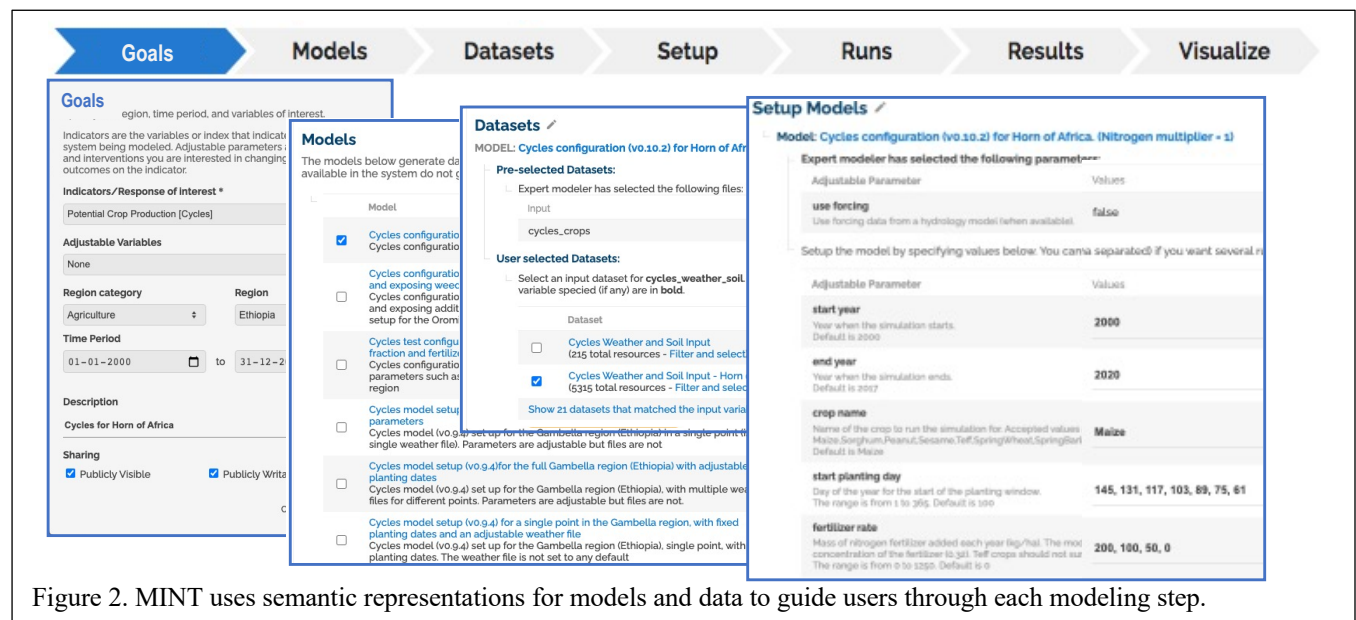 Goals Models Datasets Setup Runs Results Visualize
Goals
egion, time period, and variables of interest.
Indicators are the variables or index that indicate
system being modeled. Adjustable parameters
and interventions you are interested in changing
outcomes on the indicator.
Indicators/Response of interest *
Potential Crop Production [Cycles]
Adjustable Variables
None
Region category Region
Agriculture Ethiopia
Time Period
01-01-2000 to 31-12-2
Description
Cycles for Horn of Africa
Sharing
Publicly Visible Publicly Writa
Models
The models below generate da
available in the system do not
Model
Cycles configuratio
Cycles configuratio
Cycles configuratio
and exposing weed
Cycles configuratio
and exposing addit
setup for the Orom
Cycles test configu
fraction and fertilize
Cycles configuratio
parameters such as
region
Cycles model setup
parameters
Cycles model (v0.9.4) set up for the Gambella region (Ethiopia) in a single point
single weather file). Parameters are adjustable but files are not
Cycles model setup (v0.9.4)for the full Gambella region (Ethiopia) with adjustable
planting dates
Cycles model (v0.9.4) set up for the Gambella region (Ethiopia), with multiple wea
files for different points. Parameters are adjustable but files are not.
Cycles model setup (v0.9.4) for a single point in the Gambella region, with fixed
planting dates and an adjustable weather file
Cycles model (v0.9.4) set up for the Gambella region (Ethiopia), single point, with
planting dates. The weather file is not set to any default
Datasets
MODEL: Cycles configuration (v0.10.2) for Horn of Afr
Pre-selected Datasets:
Expert modeler has selected the following files:
Input
cycles_crops
User selected Datasets:
Select an input dataset for cycles_weather_soil.
variable specied (if any) are in bold.
Dataset
Cycles Weather and Soil Input
(215 total resources - Filter and select
Cycles Weather and Soil Input - Horn
(5315 total resources - Filter and selec
Show 21 datasets that matched the input varia
Setup Models
Model: Cycles configuration (v0.10.2) for Horn of Africa. (Nitrogen multiplier = 1)
Expert modeler has selected the following parameters:
Adjustable Parameter Values
use forcing
Use forcing data from a hydrology model (when available). false
Setup the model by specifying values below. You can a separated) if you want several r
Adjustable Parameter Values
start year
Year when the simulation starts. 2000
Default is 2000
end year
Year when the simulation ends. 2020
Default is 2017
crop name
Name of the crop to run the simulation for. Accepted values Maize
Maize,Sorghum,Peanut,Sesame,Teff,SpringWheat,SpringBarl
Default is Maize
start planting day
Day of the year for the start of the planting window. 145, 131, 117, 103, 89, 75, 61
The range is from 1 to 365. Default is 100
fertilizer rate
Mass of nitrogen fertilizer added each year (kg/ha). The mod 200, 100, 50, 0
concentration of the fertilizer (0.32). Teff crops should not sur
The range is from 0 to 1250. Default is 0
Figure 2. MINT uses semantic representations for models and data to guide users through each modeling step.